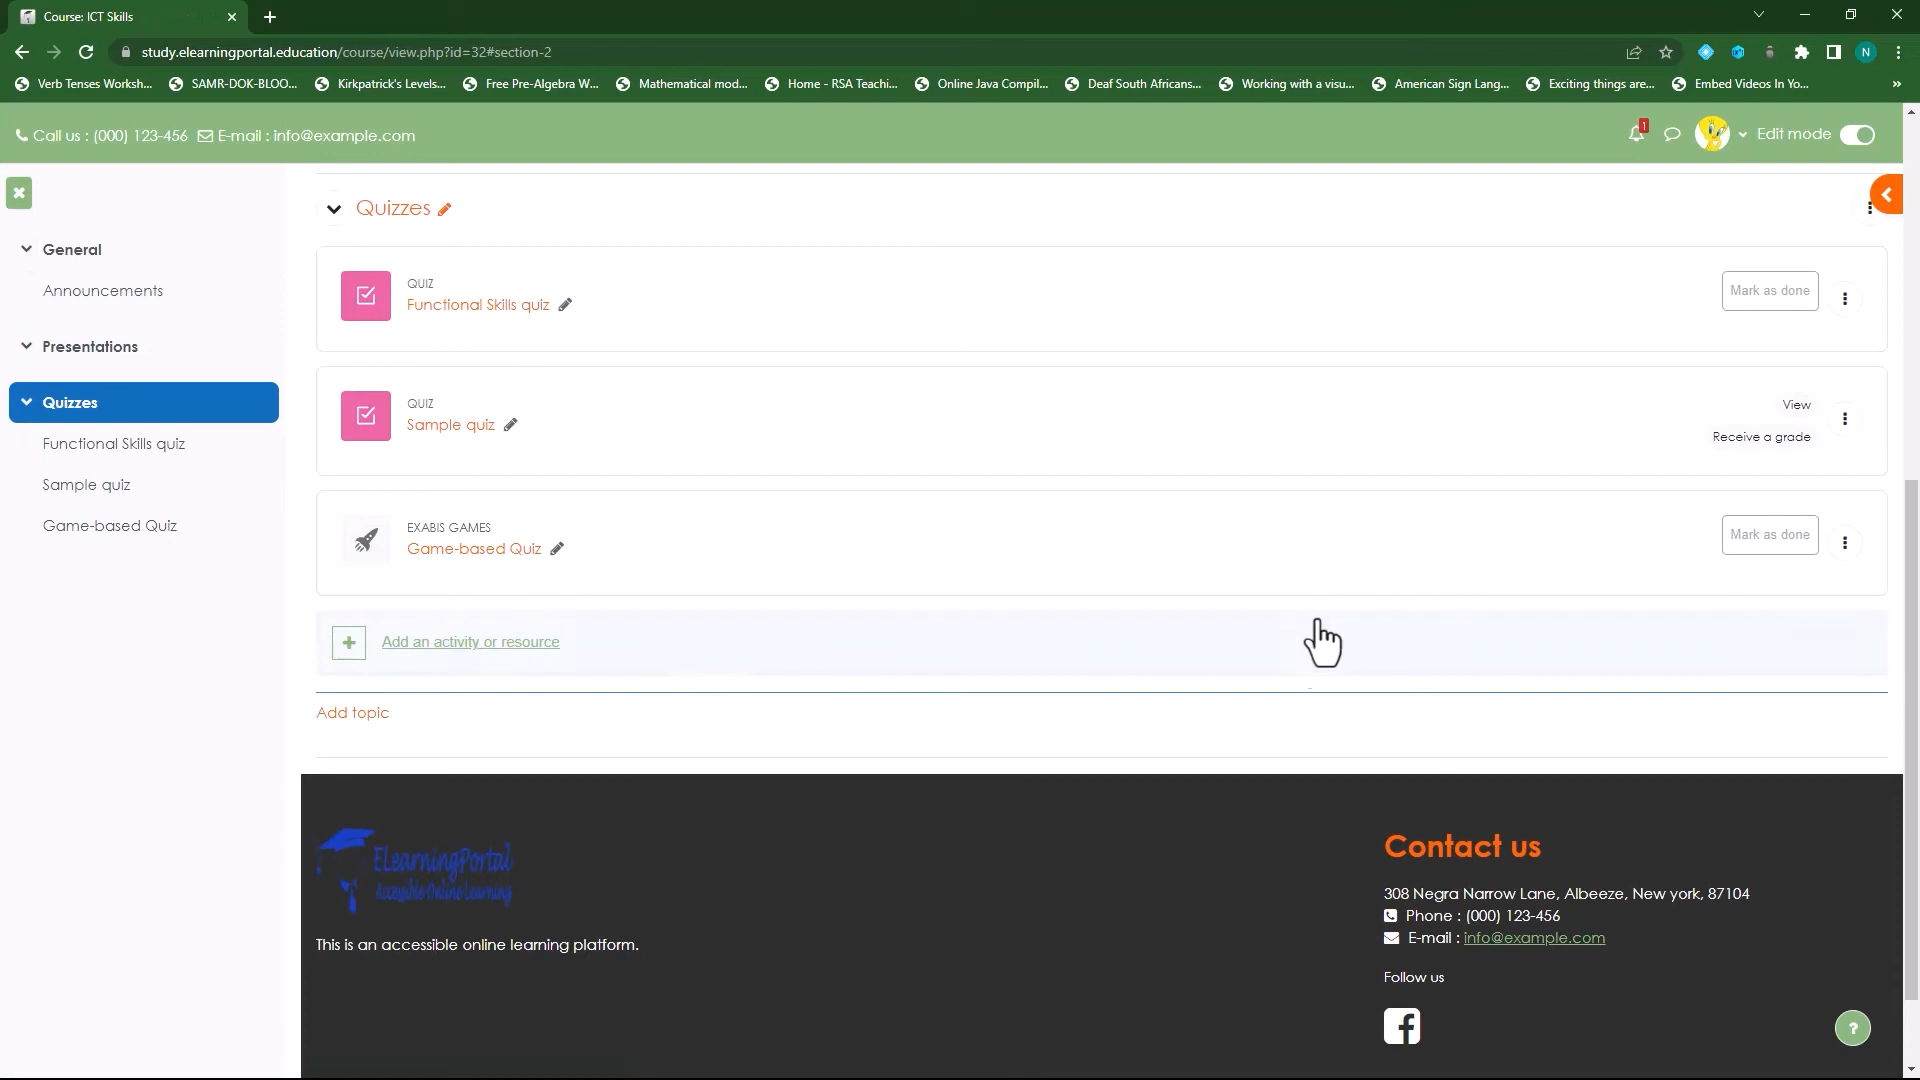 Course: ICT Skills
study.elearningportal.education/course/view.php?id=32#section-2
N
Verb Tenses Worksh...
SAMR-DOK-BLOO...
Kirkpatrick's Levels...
Free Pre-Algebra W...
Mathematical mod...
Home - RSA Teachi...
Online Java Compil...
Deaf South Africans...
Working with a visu...
American Sign Lang...
Exciting things are...
Embed Videos In Yo...
»
Call us : (000) 123-456
E-mail : info@example.com
1
Edit mode
General
Announcements
Presentations
Quizzes
Functional Skills quiz
Sample quiz
Game-based Quiz
Quizzes
QUIZ
Functional Skills quiz
Mark as done
QUIZ
Sample quiz
View
Receive a grade
EXABIS GAMES
Game-based Quiz
Mark as done
Add an activity or resource
Add topic
ELearningPortal
Accessible Online Learning
This is an accessible online learning platform.
Contact us
308 Negra Narrow Lane, Albeeze, New york, 87104
Phone : (000) 123-456
E-mail : info@example.com
Follow us
?